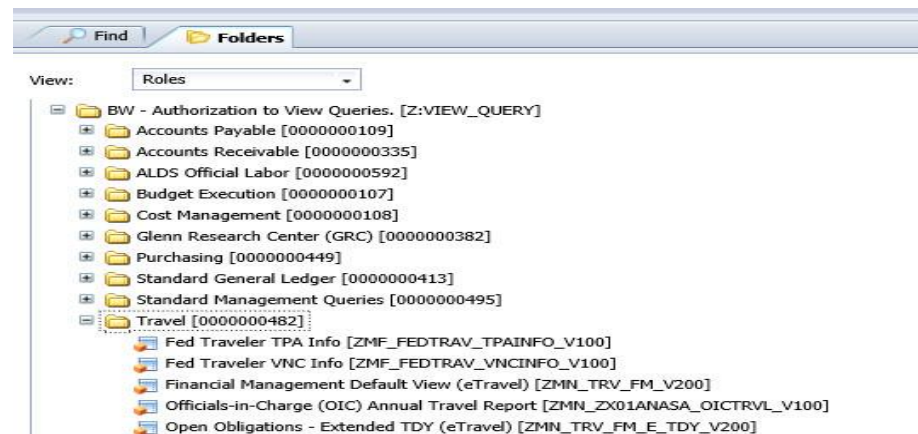 Find Folders
View: Roles
BW - Authorization to View Queries. [Z:VIEW_QUERY]
Accounts Payable [0000000109]
Accounts Receivable [0000000335]
ALDS Official Labor [0000000592]
Budget Execution [0000000107]
Cost Management [0000000108]
Glenn Research Center (GRC) [0000000382]
Purchasing [0000000449]
Standard General Ledger [0000000413]
Standard Management Queries [0000000495]
Travel [0000000482]
Fed Traveler TPA Info [ZMF_FEDTRAV_TPAINFO_V100]
Fed Traveler VNC Info [ZMF_FEDTRAV_VNCINFO_V100]
Financial Management Default View (eTravel) [ZMN_TRV_FM_V200]
Officials-in-Charge (OIC) Annual Travel Report [ZMN_ZX01ANASA_OICTRVL_V100]
Open Obligations - Extended TDY (eTravel) [ZMN_TRV_FM_E_TDY_V200]